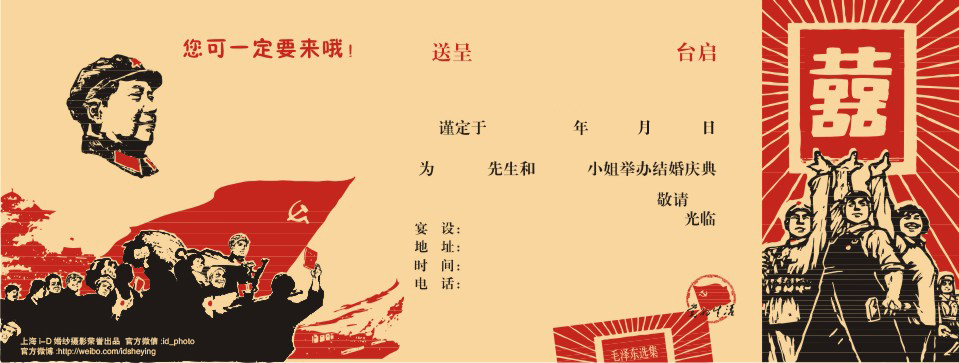 您可一定要来哦!
送呈 台启
谨定于 年 月 日
为 先生和 小姐举办结婚庆典
敬请
光临
宴 设:
地 址:
时 间:
电 话:
毛泽东选集
上海 i-D 婚纱摄影荣誉出品 官方微信 :id_photo
官方微博 :http://weibo.com/idsheying
囍